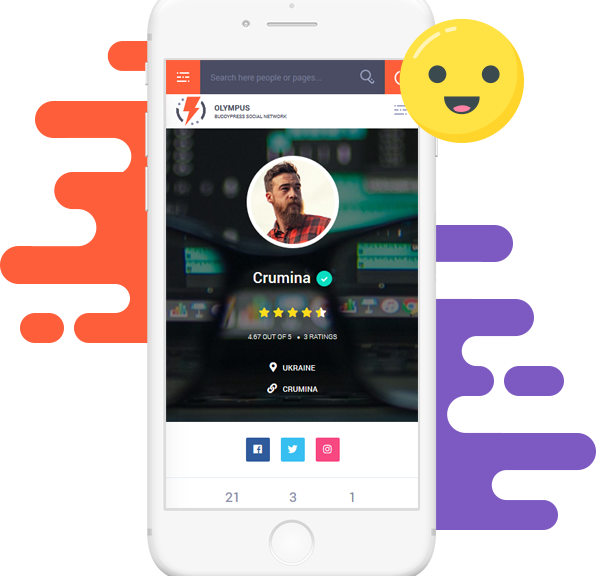 Search here people or pages...
OLYMPUS
BUDDYPRESS SOCIAL NETWORK
Crumina
4.67 OUT OF 5 • 3 RATINGS
UKRAINE
CRUMINA
21 3 1